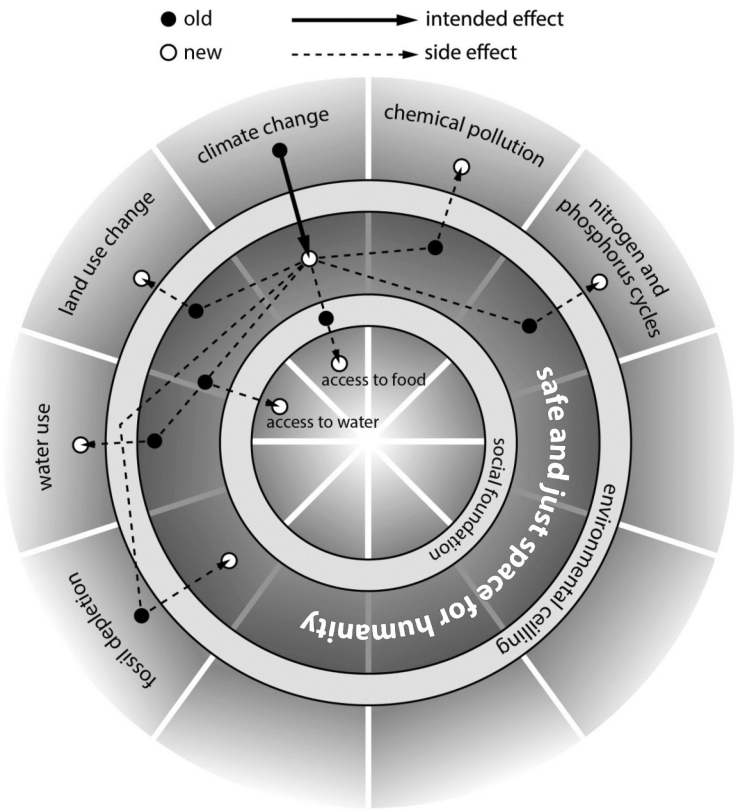 old
intended effect
new
side effect
climate change
chemical pollution
land use change
nitrogen and
phosphorus cycles
access to food
access to water
water use
safe and just space for humanity
social foundation
environmental ceilling
fossil depletion